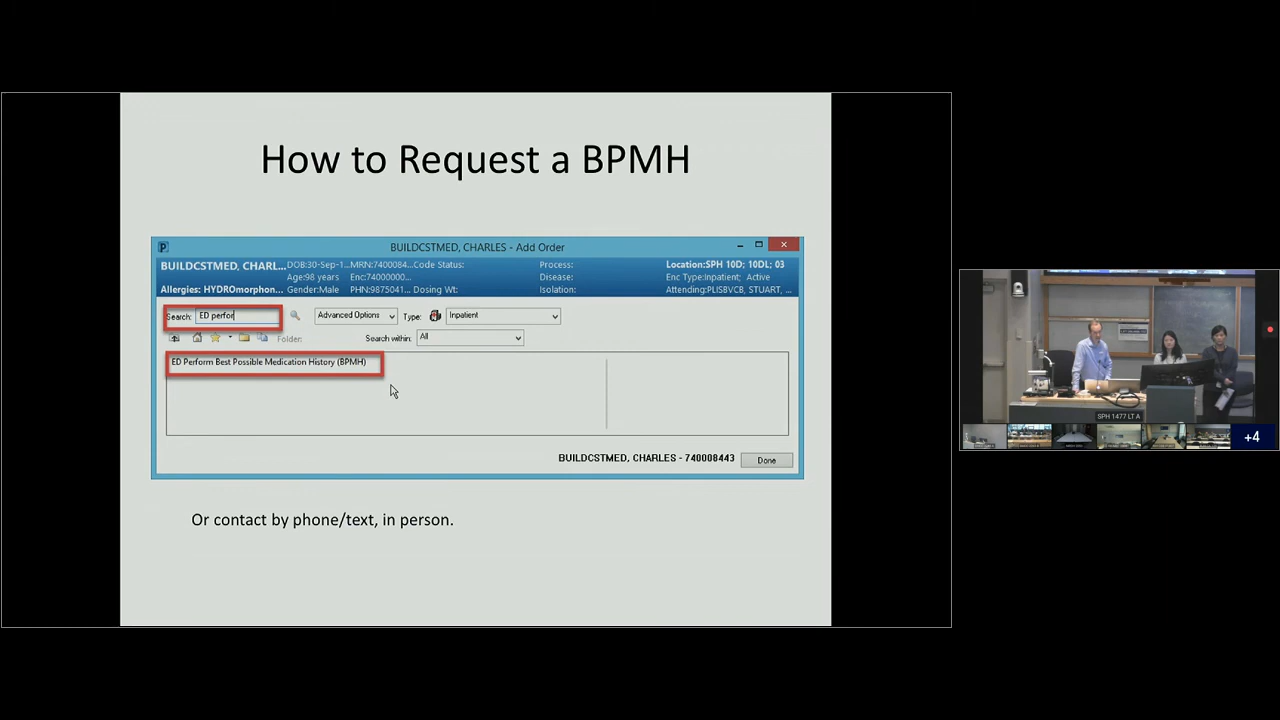 How to Request a BPMH
BUILDCSTMED, CHARLES - Add Order
BUILDCSTMED, CHARL... DOB:30-Sep-1... MRN:7400084... Code Status: Process: Location:SPH 10D; 10DL; 03
Age:98 years Enc:74000000... Disease: Enc Type:Inpatient; Active
Allergies: HYDROmorphon... Gender:Male PHN:9875041... Dosing Wt: Isolation: Attending:PLISBVCB, STUART, ...
Search: ED perfor Advanced Options Type: Inpatient
Folder: Search within: All
ED Perform Best Possible Medication History (BPMH)
BUILDCSTMED, CHARLES - 740008443 Done
Or contact by phone/text, in person.
SPH 1477 LT A
+4